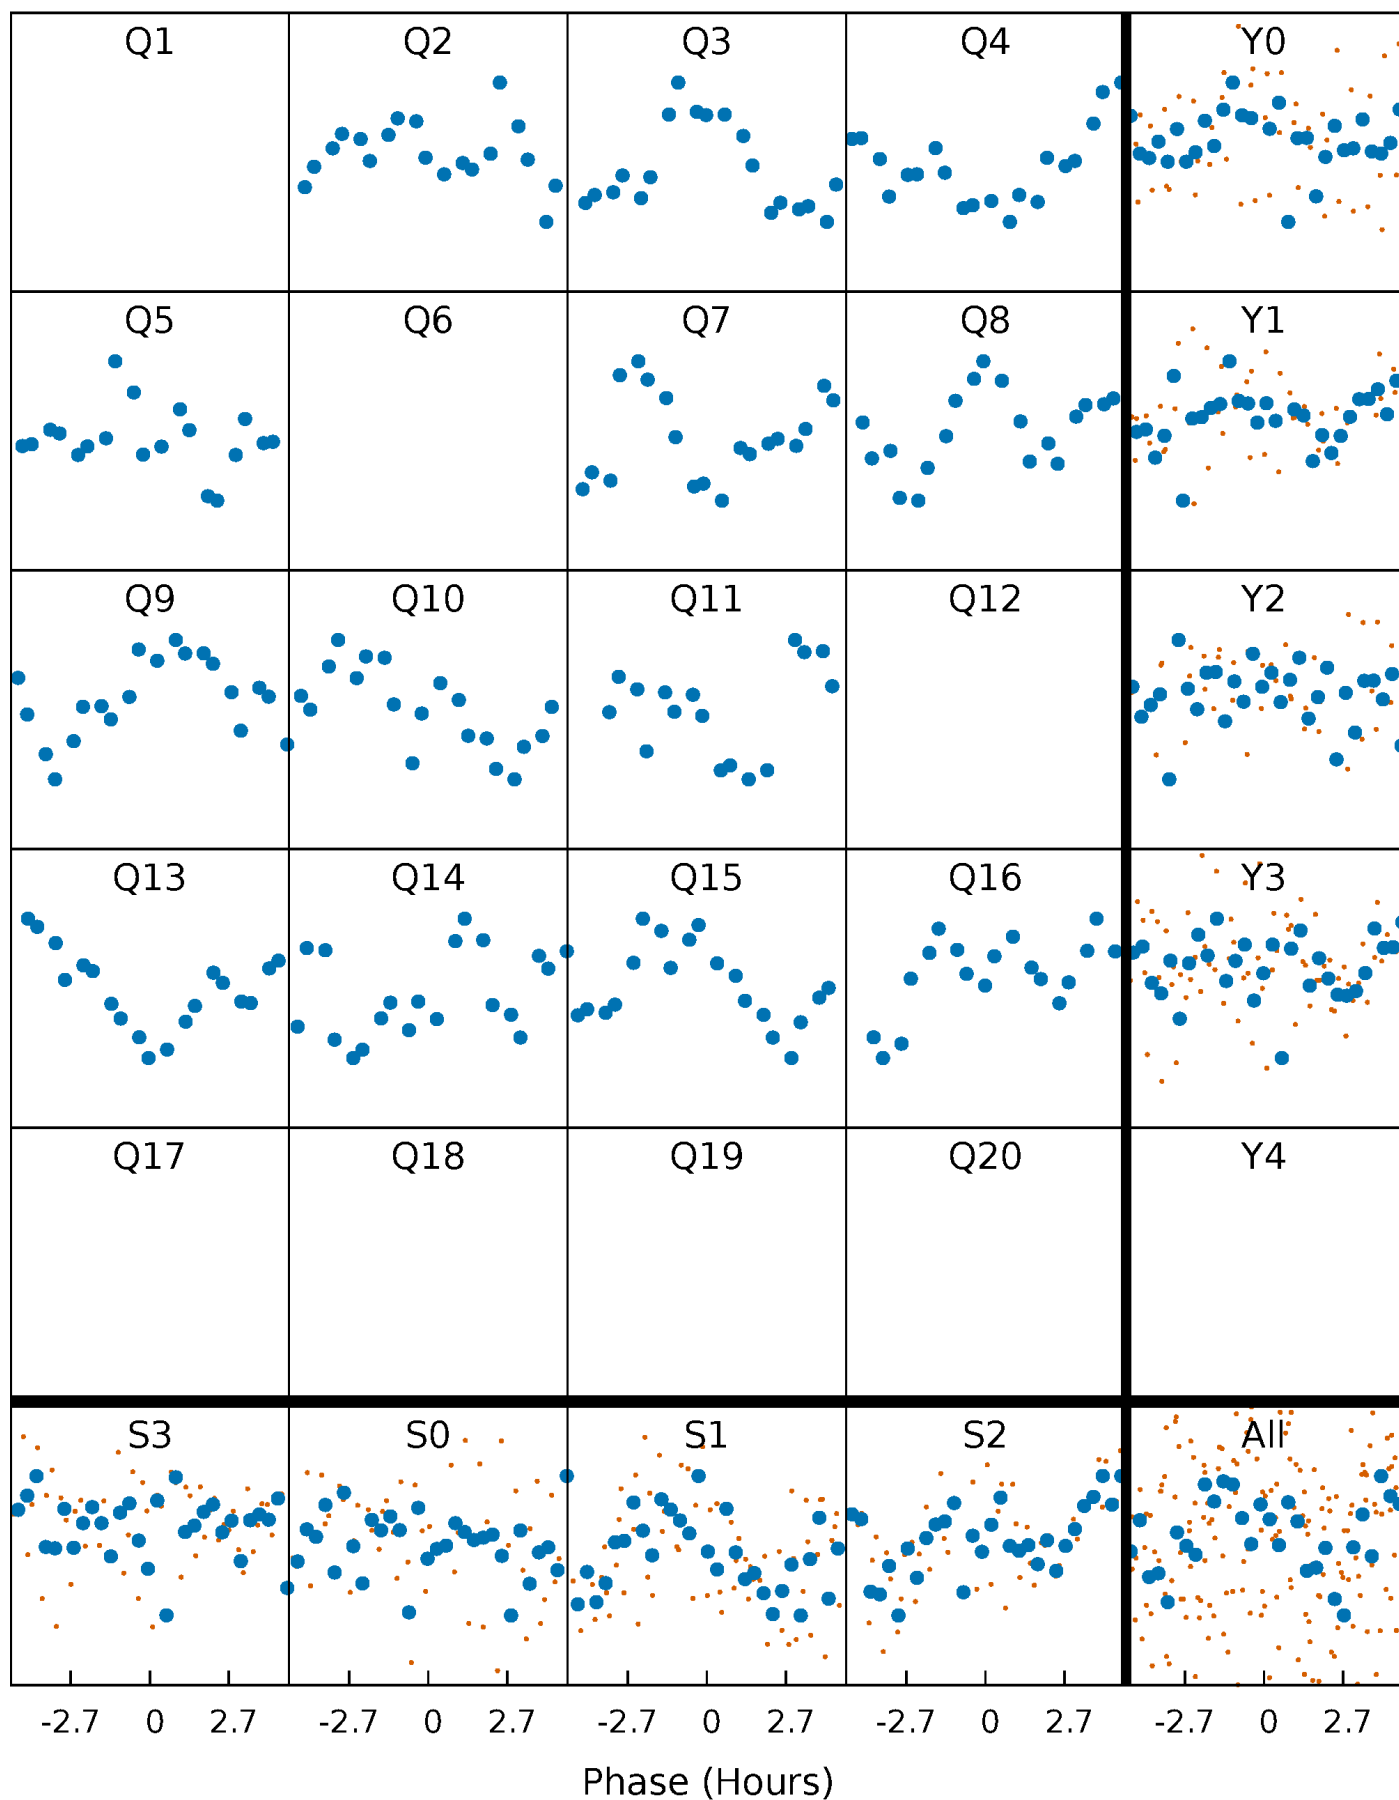 Q1 Q2 Q3 Q4 Y0
Q5 Q6 Q7 Q8 Y1
Q9 Q10 Q11 Q12 Y2
Q13 Q14 Q15 Q16 Y3
Q17 Q18 Q19 Q20 Y4
S3 S0 S1 S2 All
-2.7 0 2.7 -2.7 0 2.7 -2.7 0 2.7 -2.7 0 2.7 -2.7 0 2.7
Phase (Hours)